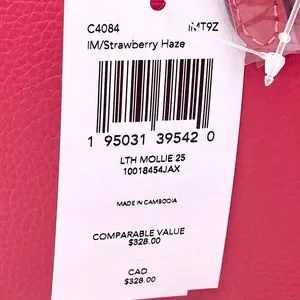 C4084 IMT9Z
IM/Strawberry Haze
1 95031 39542 0
LTH MOLLIE 25
10018454JAX
MADE IN CAMBODIA
COMPARABLE VALUE
$328.00
CAD
$328.00